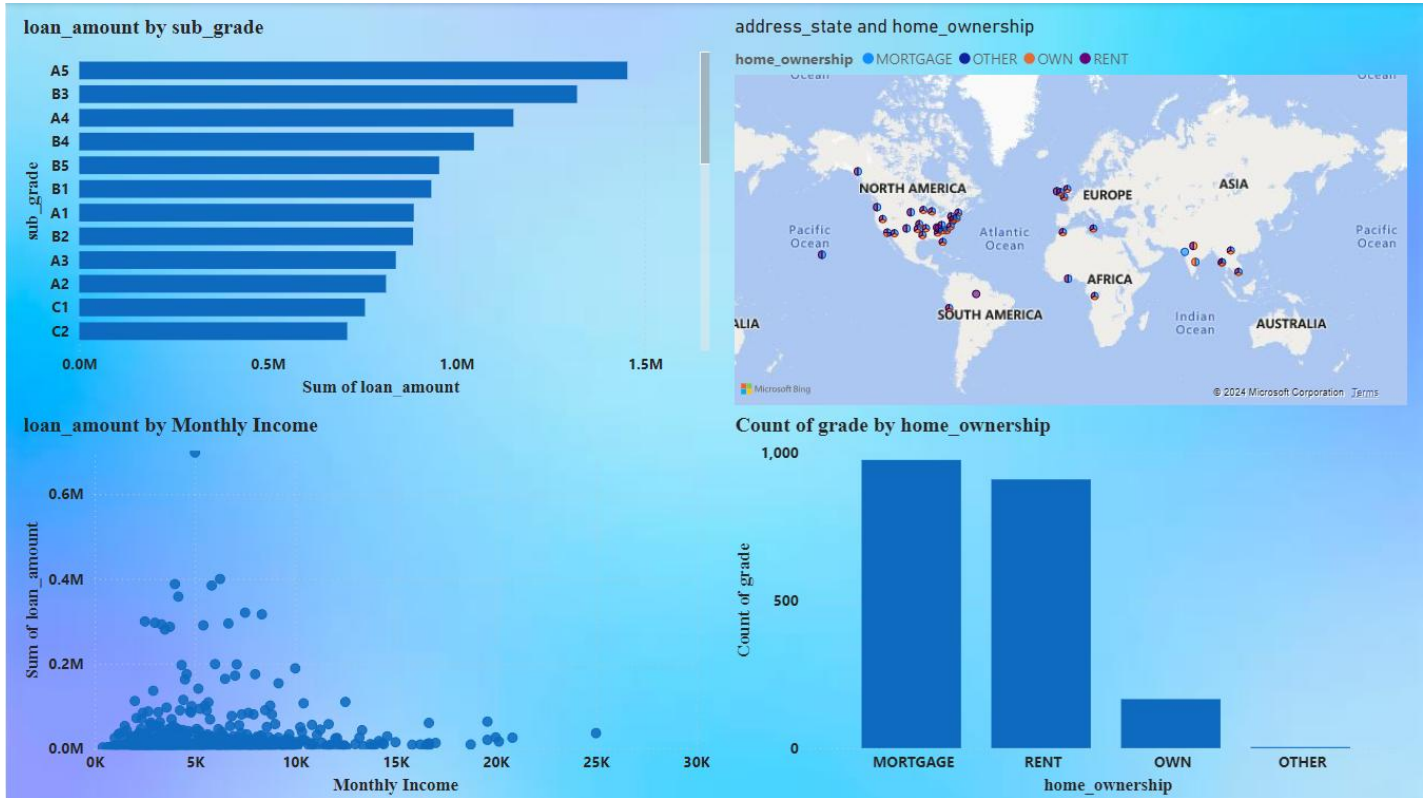 loan_amount by sub_grade
sub_grade
A5
B3
A4
B4
B5
B1
A1
B2
A3
A2
C1
C2
0.0M 0.5M 1.0M 1.5M
Sum of loan_amount
address_state and home_ownership
home_ownership MORTGAGE OTHER OWN RENT
Ocean Ocean
NORTH AMERICA EUROPE ASIA
Pacific
Ocean
Atlantic
Ocean
Pacific
Ocean
AFRICA
SOUTH AMERICA
Indian
Ocean
ALIA AUSTRALIA
Microsoft Bing
© 2024 Microsoft Corporation Terms
loan_amount by Monthly Income
Sum of loan_amount
0.6M
0.4M
0.2M
0.0M
0K 5K 10K 15K 20K 25K 30K
Monthly Income
Count of grade by home_ownership
Count of grade
1,000
500
0
MORTGAGE RENT OWN OTHER
home_ownership